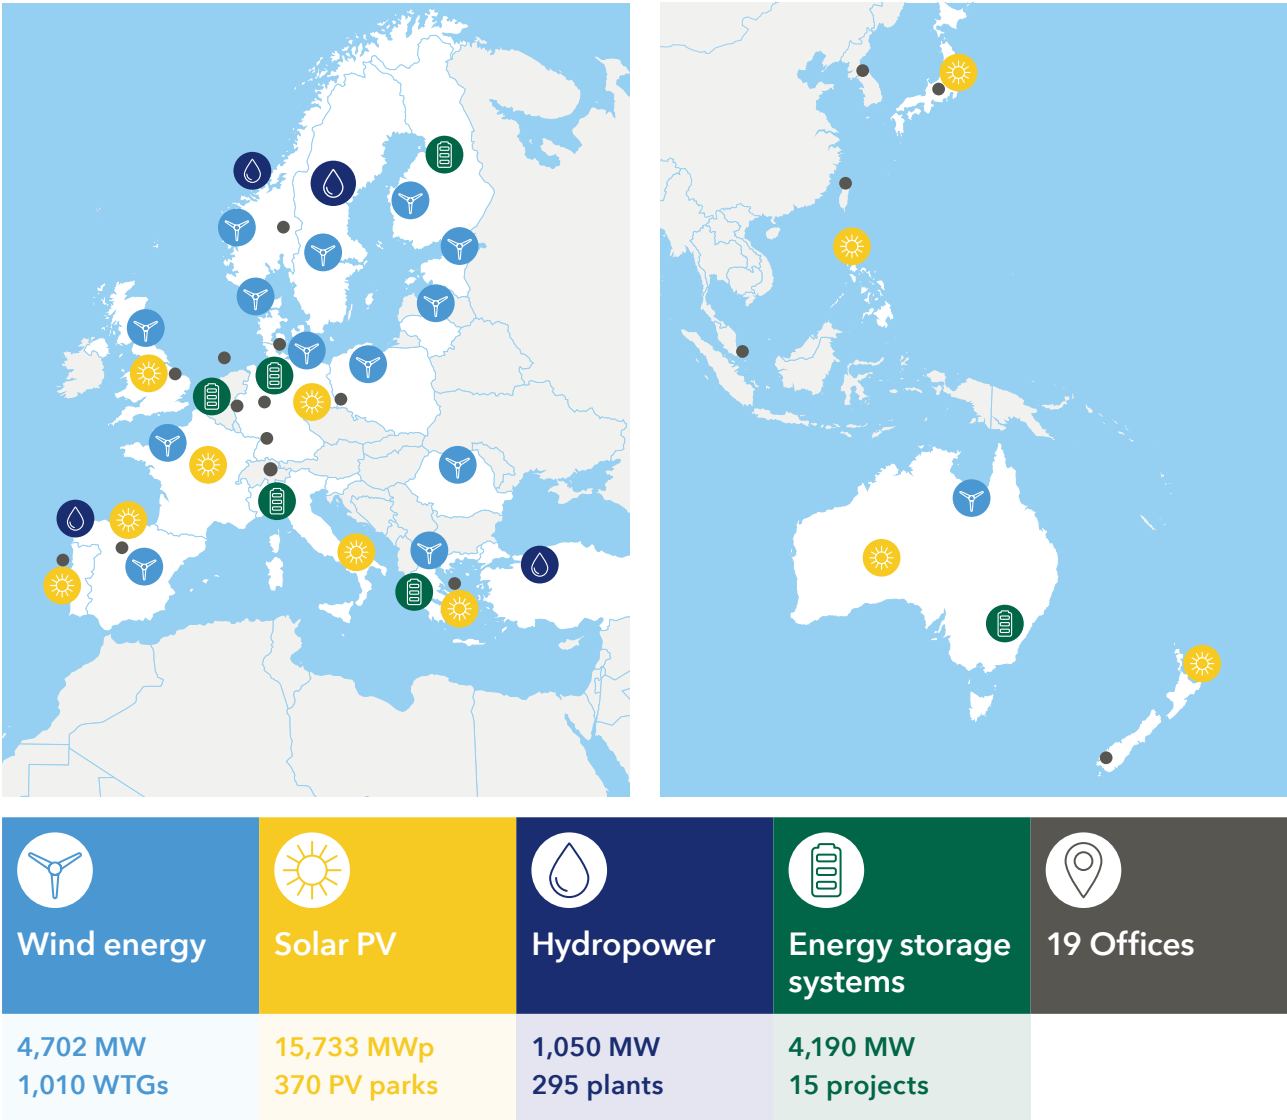 Wind energy
Solar PV
Hydropower
Energy storage
systems
19 Offices
4,702 MW
1,010 WTGs
15,733 MWp
370 PV parks
1,050 MW
295 plants
4,190 MW
15 projects